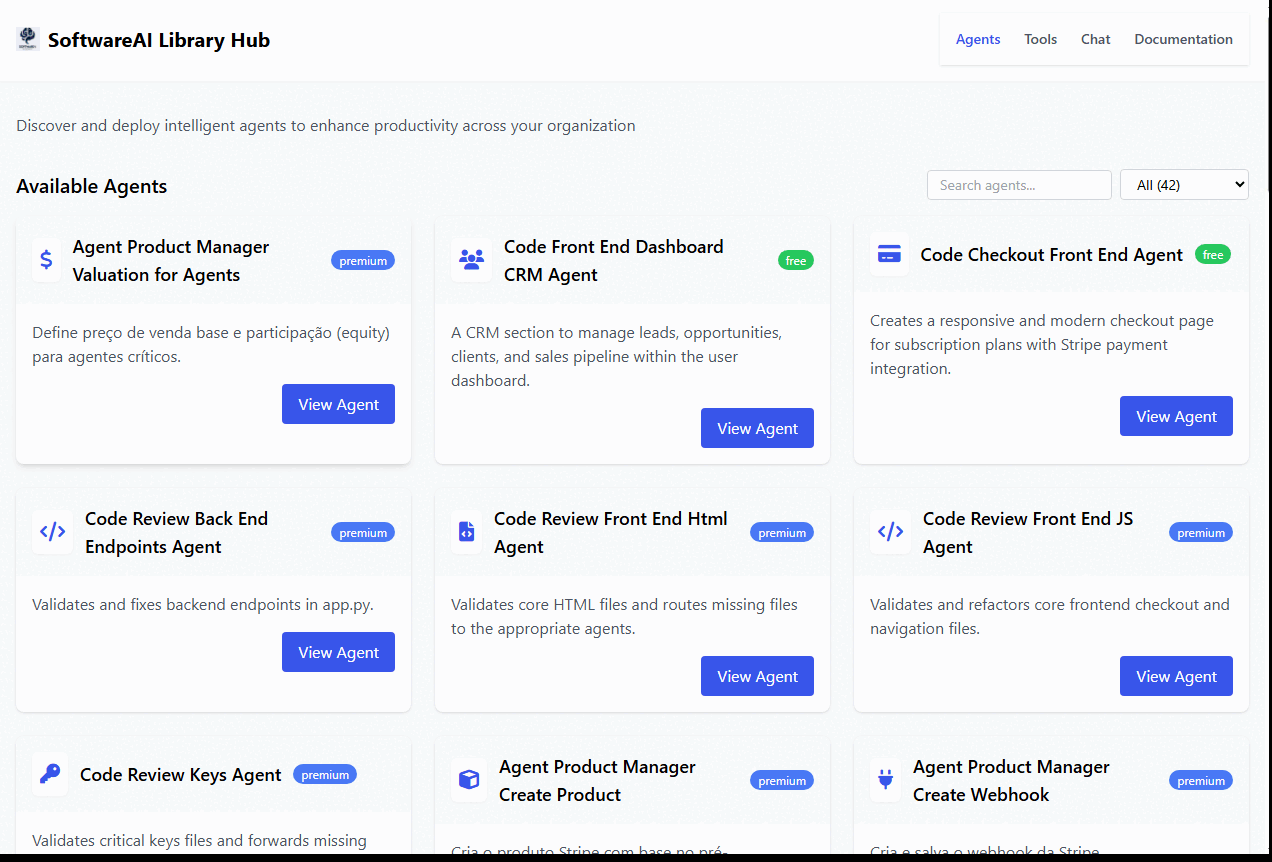 SoftwareAI Library Hub
Agents Tools Chat Documentation
Discover and deploy intelligent agents to enhance productivity across your organization
Available Agents
Search agents...
All (42)
Agent Product Manager
Valuation for Agents
premium
Define preço de venda base e participação (equity)
para agentes críticos.
View Agent
Code Front End Dashboard
CRM Agent
free
A CRM section to manage leads, opportunities,
clients, and sales pipeline within the user
dashboard.
View Agent
Code Checkout Front End Agent
free
Creates a responsive and modern checkout page
for subscription plans with Stripe payment
integration.
View Agent
Code Review Back End
Endpoints Agent
premium
Validates and fixes backend endpoints in app.py.
View Agent
Code Review Front End Html
Agent
premium
Validates core HTML files and routes missing files
to the appropriate agents.
View Agent
Code Review Front End JS
Agent
premium
Validates and refactors core frontend checkout and
navigation files.
View Agent
Code Review Keys Agent
premium
Validates critical keys files and forwards missing
Agent Product Manager
Create Product
premium
Cria o produto Stripe com base no pré-
Agent Product Manager
Create Webhook
premium
Cria e salva o webhook da Stripe